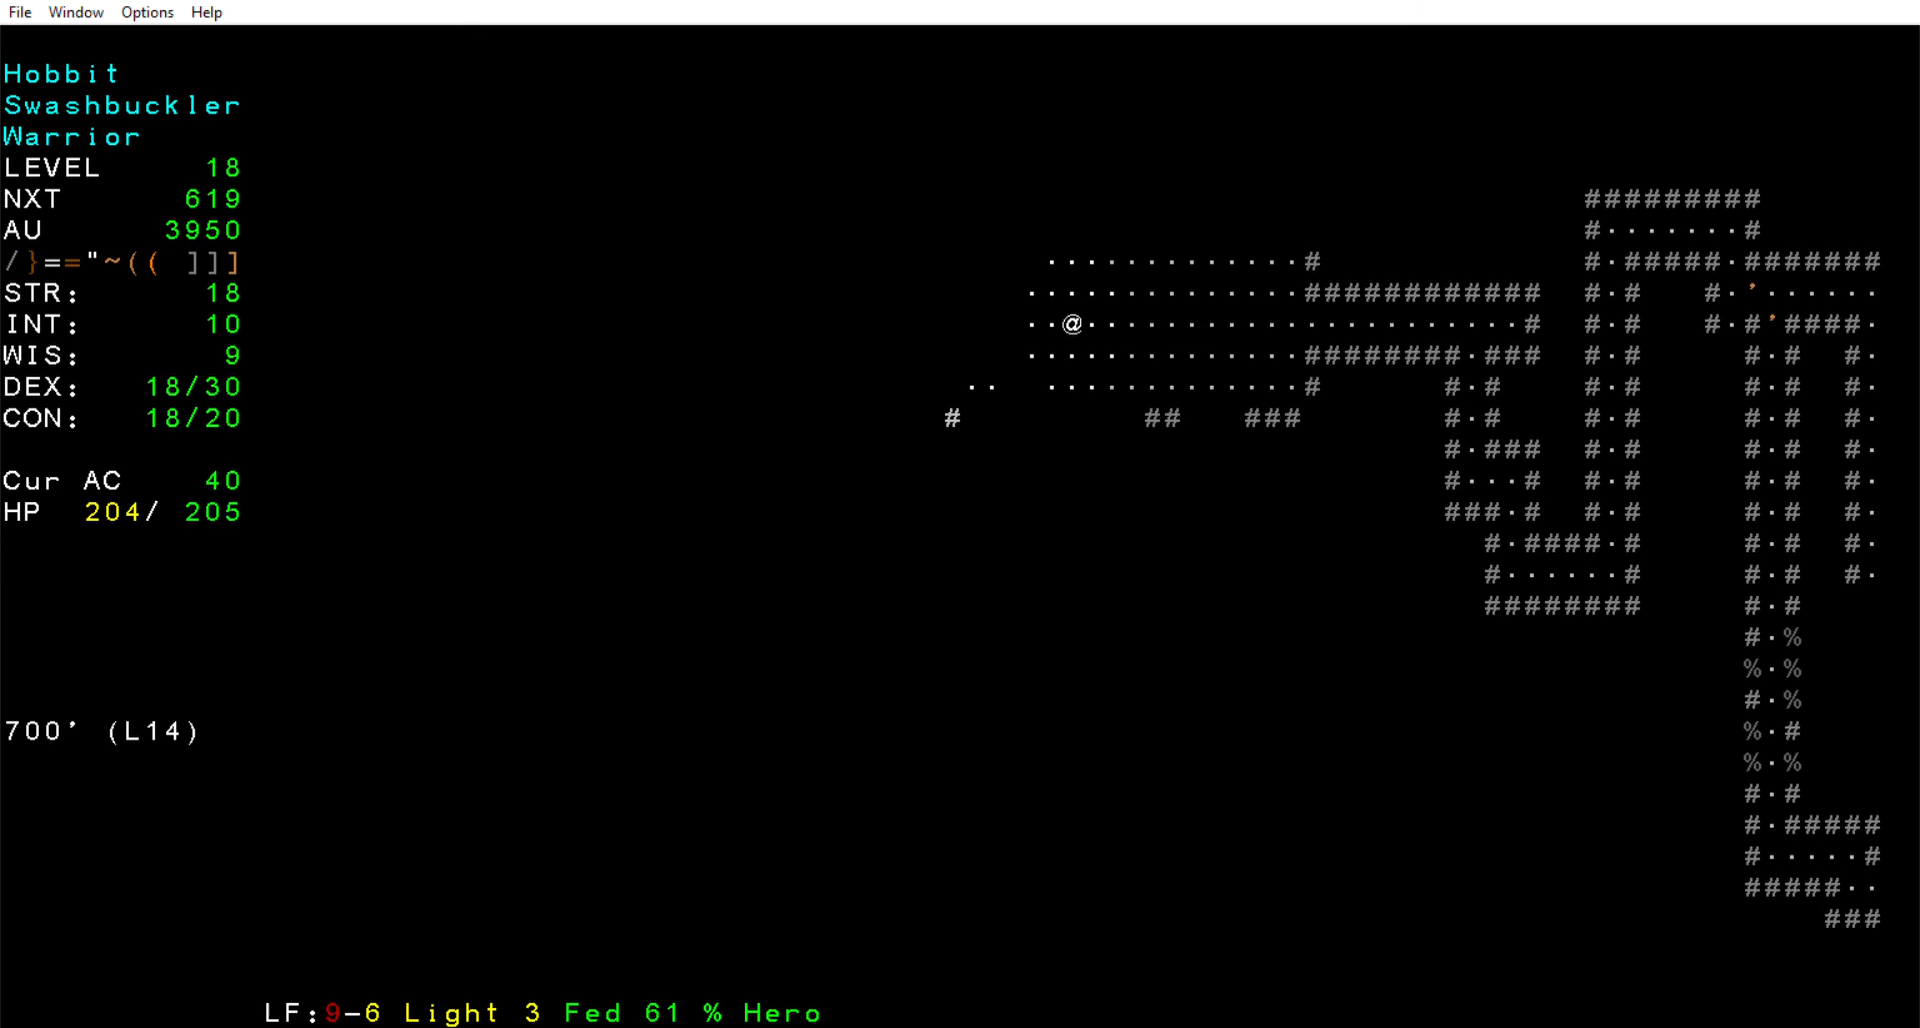 File Window Options Help
Hobbit
Swashbuckler
Warrior
LEVEL 18
NXT 619
AU 3950
/}=="~(( ]]]
STR: 18
INT: 10
WIS: 9
DEX: 18/30
CON: 18/20
Cur AC 40
HP 204/ 205
700' (L14)
LF:9-6 Light 3 Fed 61 % Hero